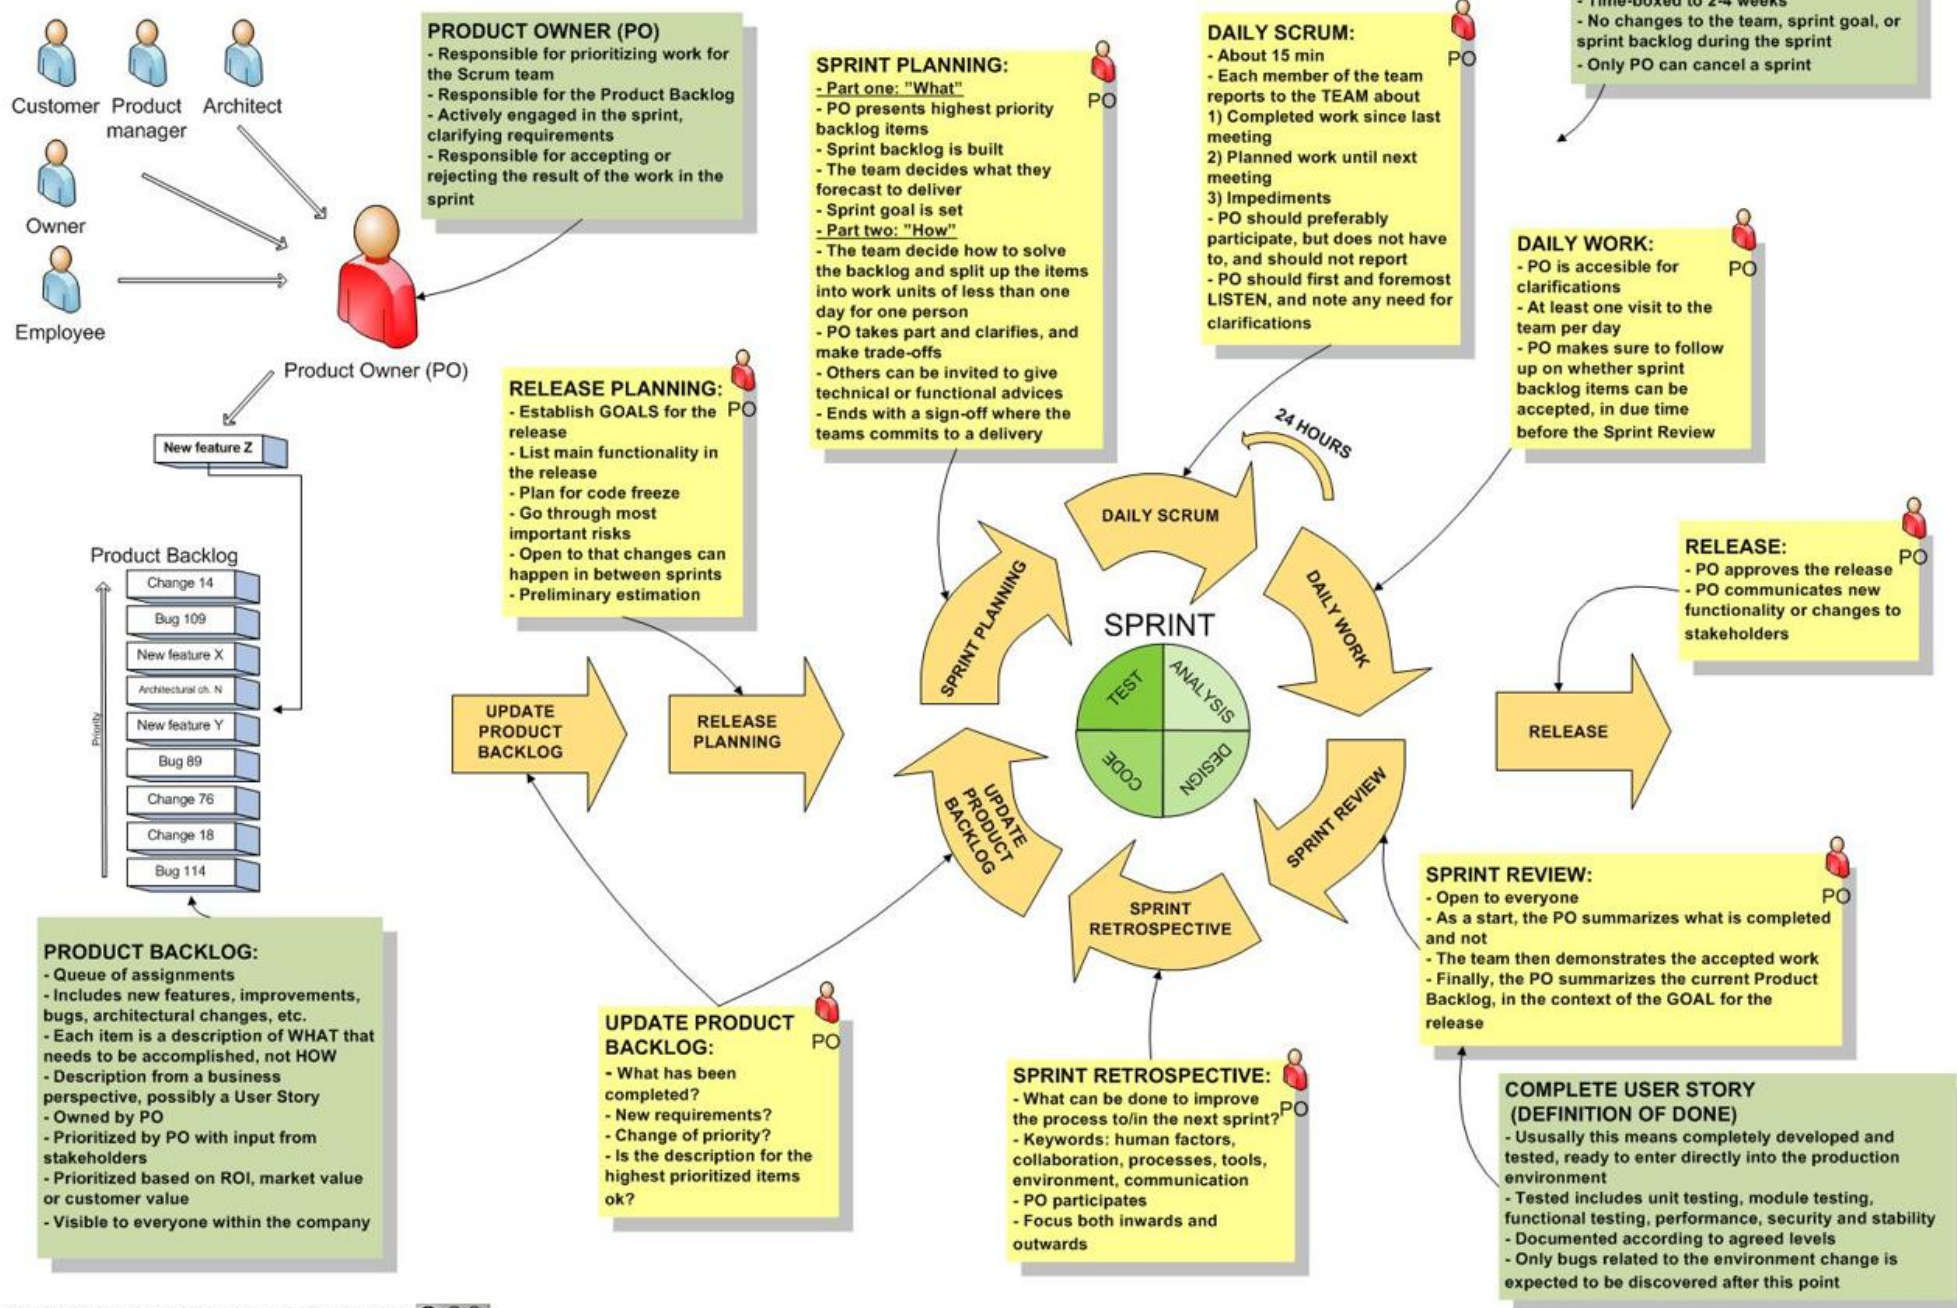 Customer
Product
manager
Architect
Owner
Employee
Product Owner (PO)
PRODUCT OWNER (PO)
- Responsible for prioritizing work for
the Scrum team
- Responsible for the Product Backlog
- Actively engaged in the sprint,
clarifying requirements
- Responsible for accepting or
rejecting the result of the work in the
sprint
SPRINT PLANNING:
- Part one: "What"
- PO presents highest priority
backlog items
- Sprint backlog is built
- The team decides what they
forecast to deliver
- Sprint goal is set
- Part two: "How"
- The team decide how to solve
the backlog and split up the items
into work units of less than one
day for one person
- PO takes part and clarifies, and
make trade-offs
- Others can be invited to give
technical or functional advices
- Ends with a sign-off where the
teams commits to a delivery
PO
DAILY SCRUM:
- About 15 min
- Each member of the team
reports to the TEAM about
1) Completed work since last
meeting
2) Planned work until next
meeting
3) Impediments
- PO should preferably
participate, but does not have
to, and should not report
- PO should first and foremost
LISTEN, and note any need for
clarifications
PO
- Time-boxed to 2-4 weeks
- No changes to the team, sprint goal, or
sprint backlog during the sprint
- Only PO can cancel a sprint
DAILY WORK:
- PO is accesible for
clarifications
- At least one visit to the
team per day
- PO makes sure to follow
up on whether sprint
backlog items can be
accepted, in due time
before the Sprint Review
PO
RELEASE PLANNING:
- Establish GOALS for the
release
- List main functionality in
the release
- Plan for code freeze
- Go through most
important risks
- Open to that changes can
happen in between sprints
- Preliminary estimation
PO
New feature Z
Product Backlog
Priority
Change 14
Bug 109
New feature X
Architectural ch. N
New feature Y
Bug 89
Change 76
Change 18
Bug 114
UPDATE
PRODUCT
BACKLOG
RELEASE
PLANNING
SPRINT PLANNING
DAILY SCRUM
24 HOURS
DAILY WORK
SPRINT REVIEW
SPRINT
RETROSPECTIVE
UPDATE
PRODUCT
BACKLOG
SPRINT
TEST
ANALYSIS
CODE
DESIGN
RELEASE
RELEASE:
- PO approves the release
- PO communicates new
functionality or changes to
stakeholders
PO
PRODUCT BACKLOG:
- Queue of assignments
- Includes new features, improvements,
bugs, architectural changes, etc.
- Each item is a description of WHAT that
needs to be accomplished, not HOW
- Description from a business
perspective, possibly a User Story
- Owned by PO
- Prioritized by PO with input from
stakeholders
- Prioritized based on ROI, market value
or customer value
- Visible to everyone within the company
UPDATE PRODUCT
BACKLOG:
- What has been
completed?
- New requirements?
- Change of priority?
- Is the description for the
highest prioritized items
ok?
PO
SPRINT RETROSPECTIVE:
- What can be done to improve
the process to/in the next sprint?
- Keywords: human factors,
collaboration, processes, tools,
environment, communication
- PO participates
- Focus both inwards and
outwards
PO
SPRINT REVIEW:
- Open to everyone
- As a start, the PO summarizes what is completed
and not
- The team then demonstrates the accepted work
- Finally, the PO summarizes the current Product
Backlog, in the context of the GOAL for the
release
PO
COMPLETE USER STORY
(DEFINITION OF DONE)
- Ususally this means completely developed and
tested, ready to enter directly into the production
environment
- Tested includes unit testing, module testing,
functional testing, performance, security and stability
- Documented according to agreed levels
- Only bugs related to the environment change is
expected to be discovered after this point